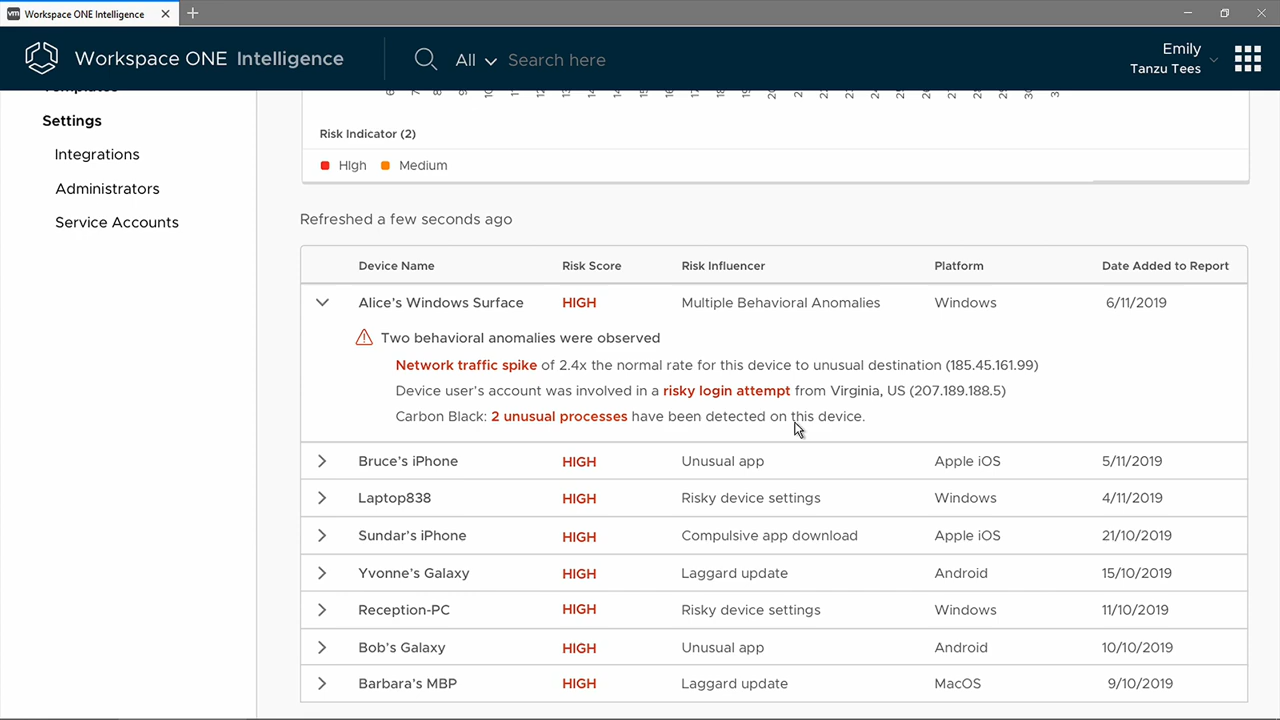 vm Workspace ONE Intelligence
Workspace ONE Intelligence
All
Search here
Emily
Tanzu Tees
Templates
Settings
Integrations
Administrators
Service Accounts
Risk Indicator (2)
High Medium
Refreshed a few seconds ago
Device Name Risk Score Risk Influencer Platform Date Added to Report
Alice's Windows Surface HIGH Multiple Behavioral Anomalies Windows 6/11/2019
Two behavioral anomalies were observed
Network traffic spike of 2.4x the normal rate for this device to unusual destination (185.45.161.99)
Device user's account was involved in a risky login attempt from Virginia, US (207.189.188.5)
Carbon Black: 2 unusual processes have been detected on this device.
Bruce's iPhone HIGH Unusual app Apple iOS 5/11/2019
Laptop838 HIGH Risky device settings Windows 4/11/2019
Sundar's iPhone HIGH Compulsive app download Apple iOS 21/10/2019
Yvonne's Galaxy HIGH Laggard update Android 15/10/2019
Reception-PC HIGH Risky device settings Windows 11/10/2019
Bob's Galaxy HIGH Unusual app Android 10/10/2019
Barbara's MBP HIGH Laggard update MacOS 9/10/2019